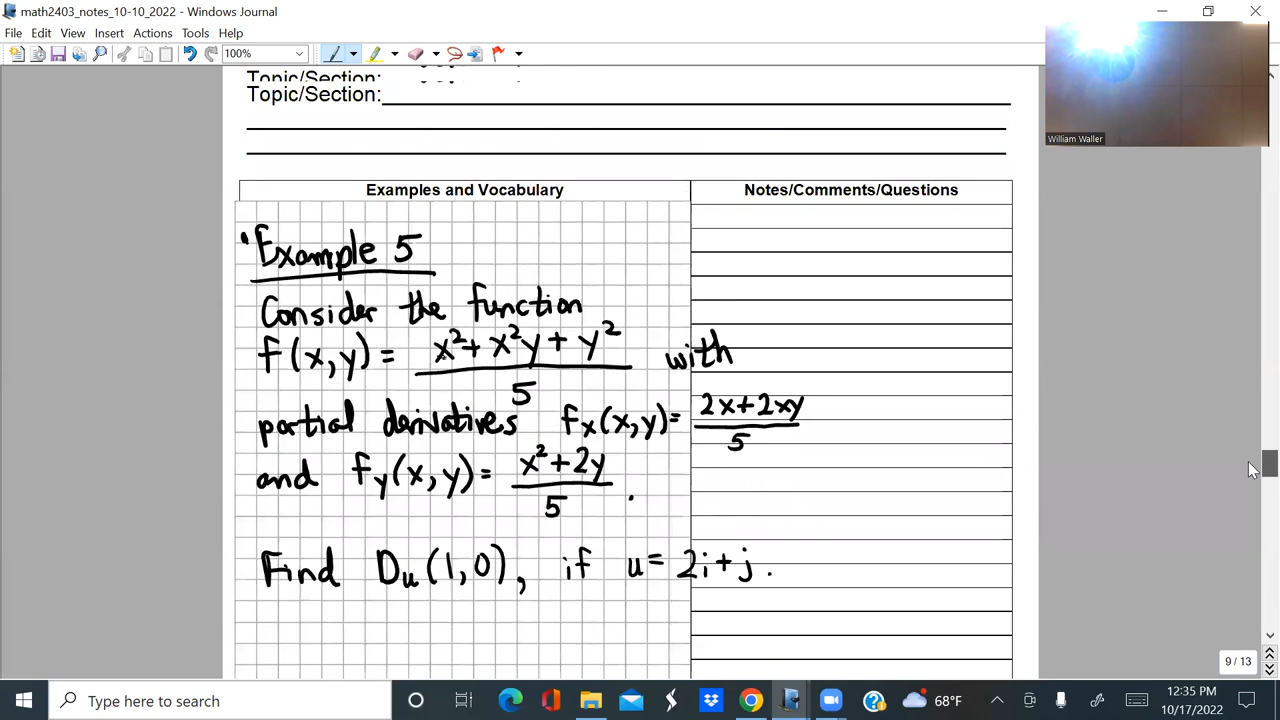 math2403_notes_10-10_2022 - Windows Journal
File Edit View Insert Actions Tools Help
100%
Topic/Section:
Topic/Section:
William Waller
Examples and Vocabulary
Notes/Comments/Questions
Example 5
Consider the function
f(x,y) = (x² + x²y + y²)/5 with
partial derivatives fₓ(x,y) = (2x+2xy)/5
and f_y(x,y) = (x²+2y)/5 .
Find D_u(1,0), if u = 2i+j.
9 / 13
Type here to search
68°F
12:35 PM
10/17/2022